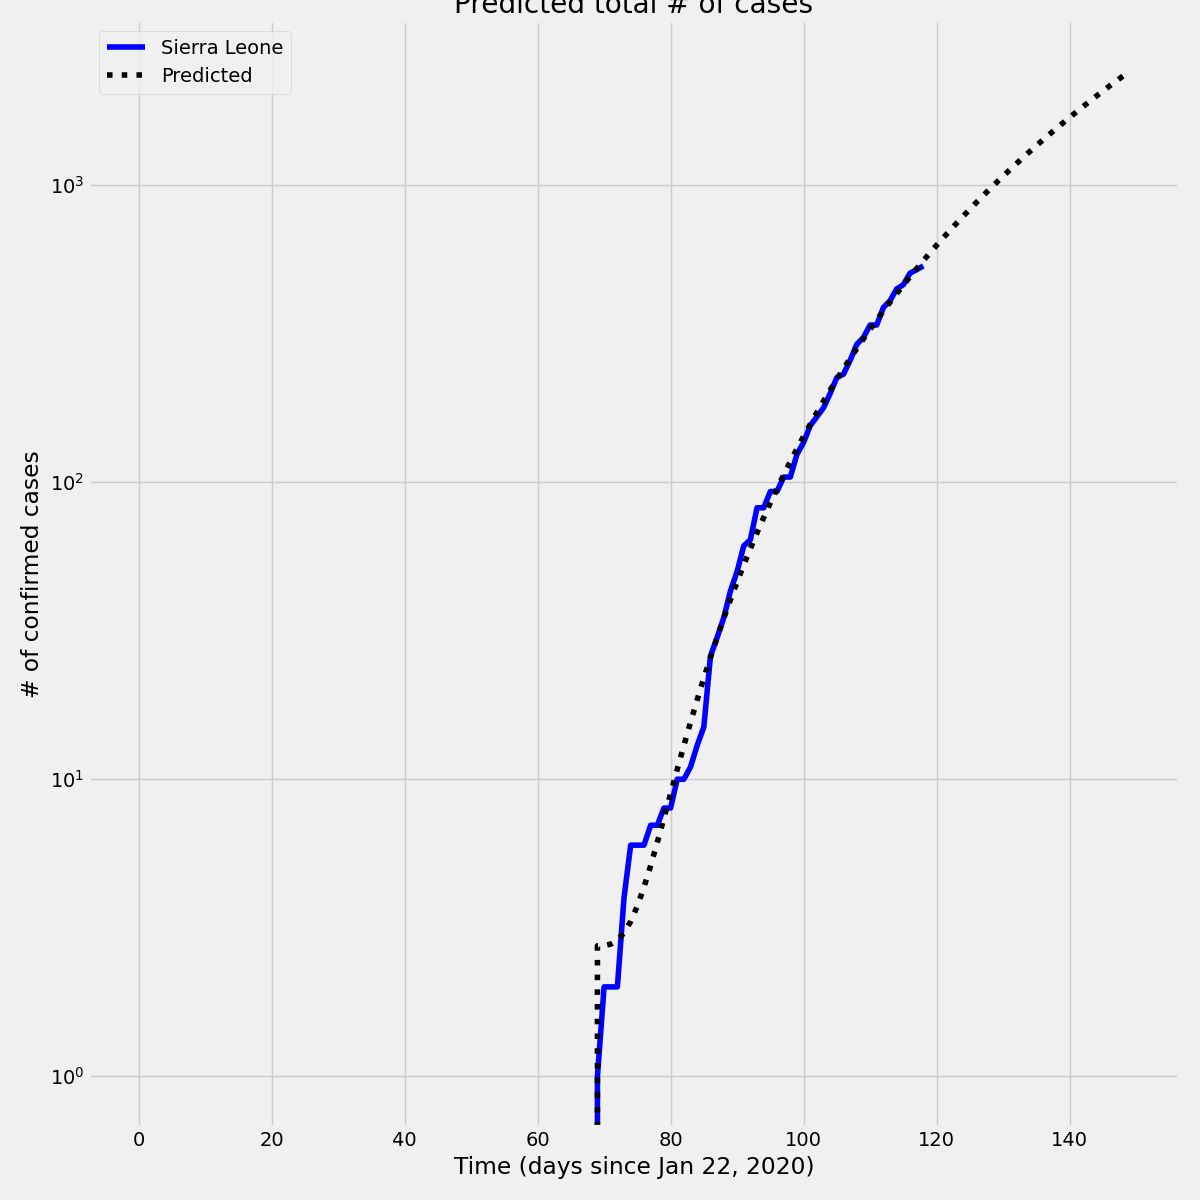 Predicted total # of cases
Sierra Leone
Predicted
# of confirmed cases
10³
10²
10¹
10⁰
0 20 40 60 80 100 120 140
Time (days since Jan 22, 2020)